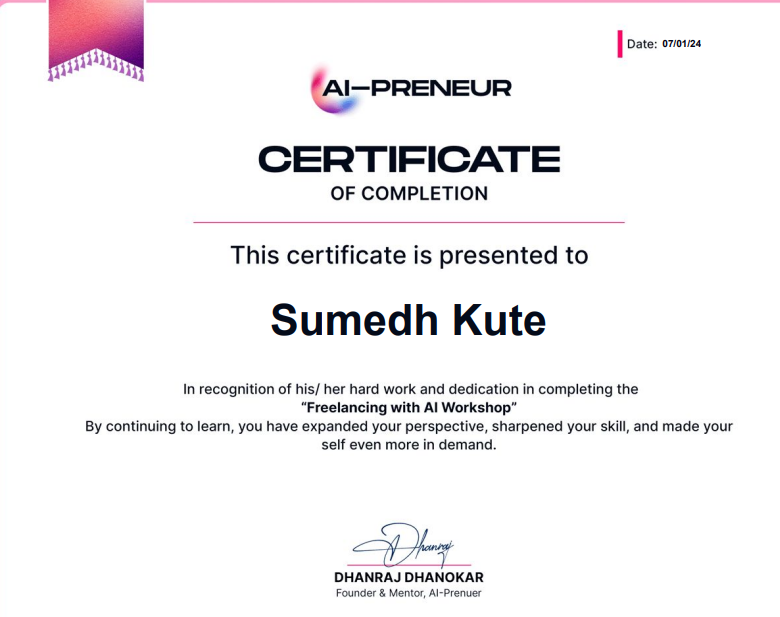 Date: 07/01/24
AI-PRENEUR
CERTIFICATE
OF COMPLETION
This certificate is presented to
Sumedh Kute
In recognition of his/ her hard work and dedication in completing the
“Freelancing with AI Workshop”
By continuing to learn, you have expanded your perspective, sharpened your skill, and made your
self even more in demand.
Dhanraj
DHANRAJ DHANOKAR
Founder & Mentor, AI-Prenuer